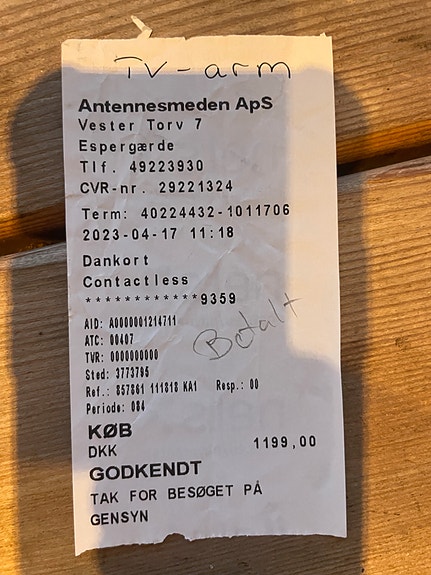 TV-arm
Antennesmeden ApS
Vester Torv 7
Espergærde
Tlf. 49223930
CVR-nr. 29221324
Term: 40224432-1011706
2023-04-17 11:18
Dankort
Contactless
************9359
Betalt
AID: A0000001214711
ATC: 00407
TVR: 0000000000
Sted: 3773795
Ref.: 857861 111818 KA1 Resp.: 00
Periode: 084
KØB
DKK 1199,00
GODKENDT
TAK FOR BESØGET PÅ
GENSYN